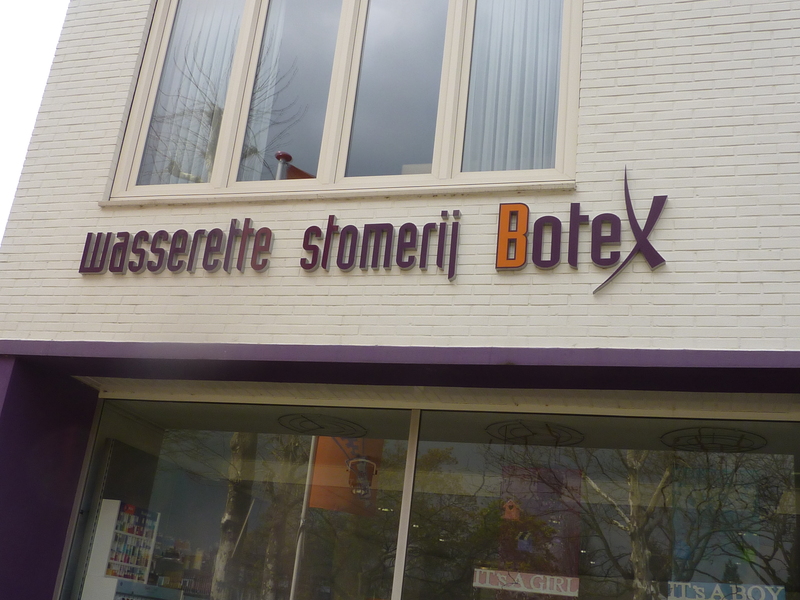 wasserette stomerij Botex
IT'S A GIRL
IT'S A BOY